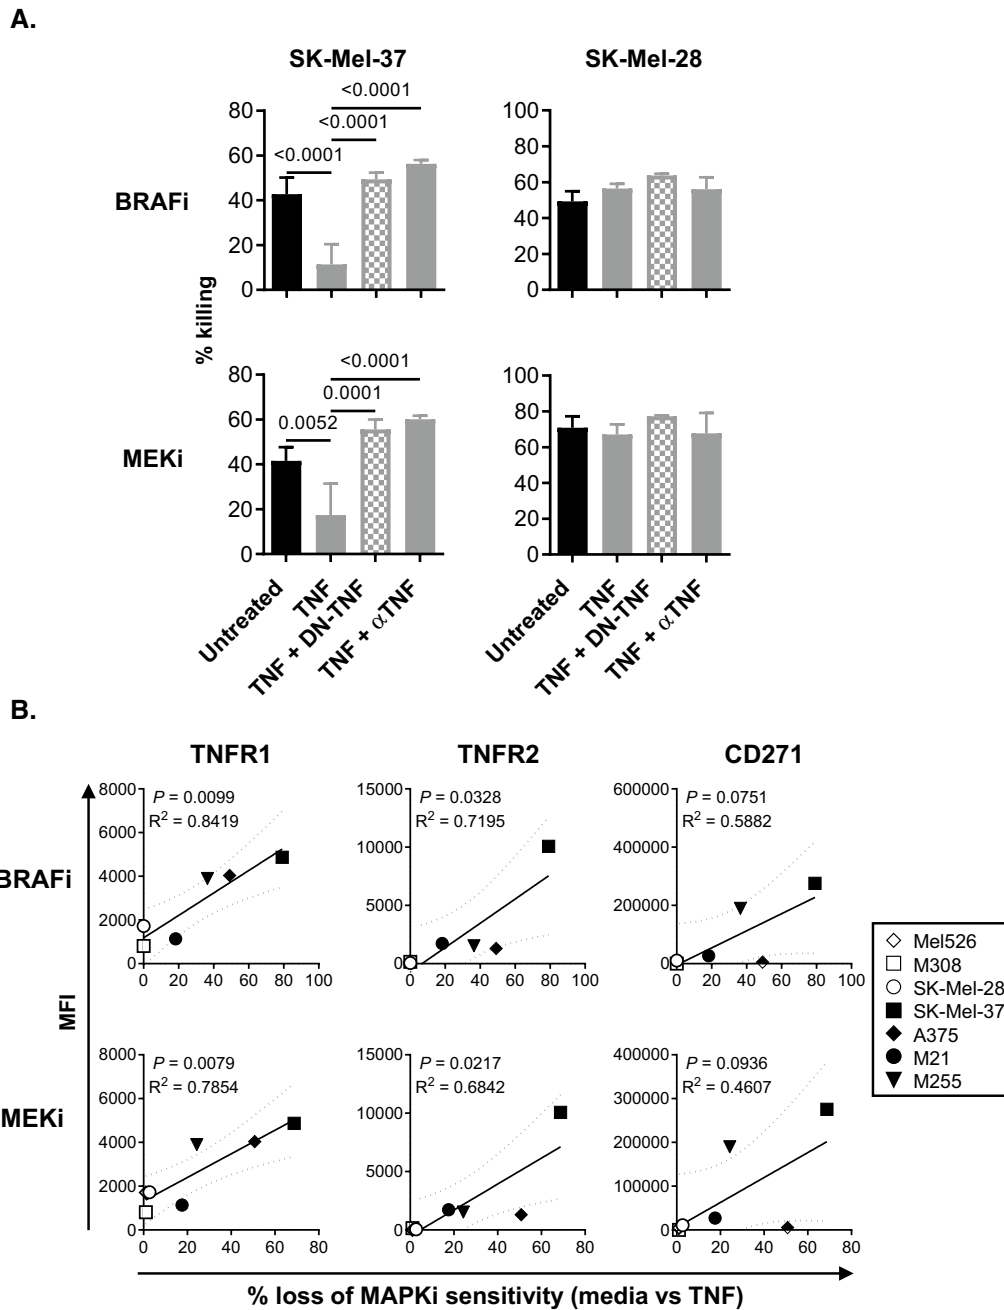 A.
SK-Mel-37
SK-Mel-28
BRAFi
% killing
80
60
40
20
0
<0.0001
<0.0001
<0.0001
100
80
60
40
20
0
MEKi
80
60
40
20
0
<0.0001
0.0001
0.0052
100
80
60
40
20
0
Untreated
TNF
TNF + DN-TNF
TNF + αTNF
Untreated
TNF
TNF + DN-TNF
TNF + αTNF
B.
TNFR1
TNFR2
CD271
BRAFi
MFI
8000
6000
4000
2000
0
P = 0.0099
R² = 0.8419
0 20 40 60 80 100
15000
10000
5000
0
P = 0.0328
R² = 0.7195
0 20 40 60 80 100
600000
400000
200000
0
P = 0.0751
R² = 0.5882
0 20 40 60 80 100
MEKi
8000
6000
4000
2000
0
P = 0.0079
R² = 0.7854
0 20 40 60 80
15000
10000
5000
0
P = 0.0217
R² = 0.6842
0 20 40 60 80
400000
300000
200000
100000
0
P = 0.0936
R² = 0.4607
0 20 40 60 80
Mel526
M308
SK-Mel-28
SK-Mel-37
A375
M21
M255
% loss of MAPKi sensitivity (media vs TNF)